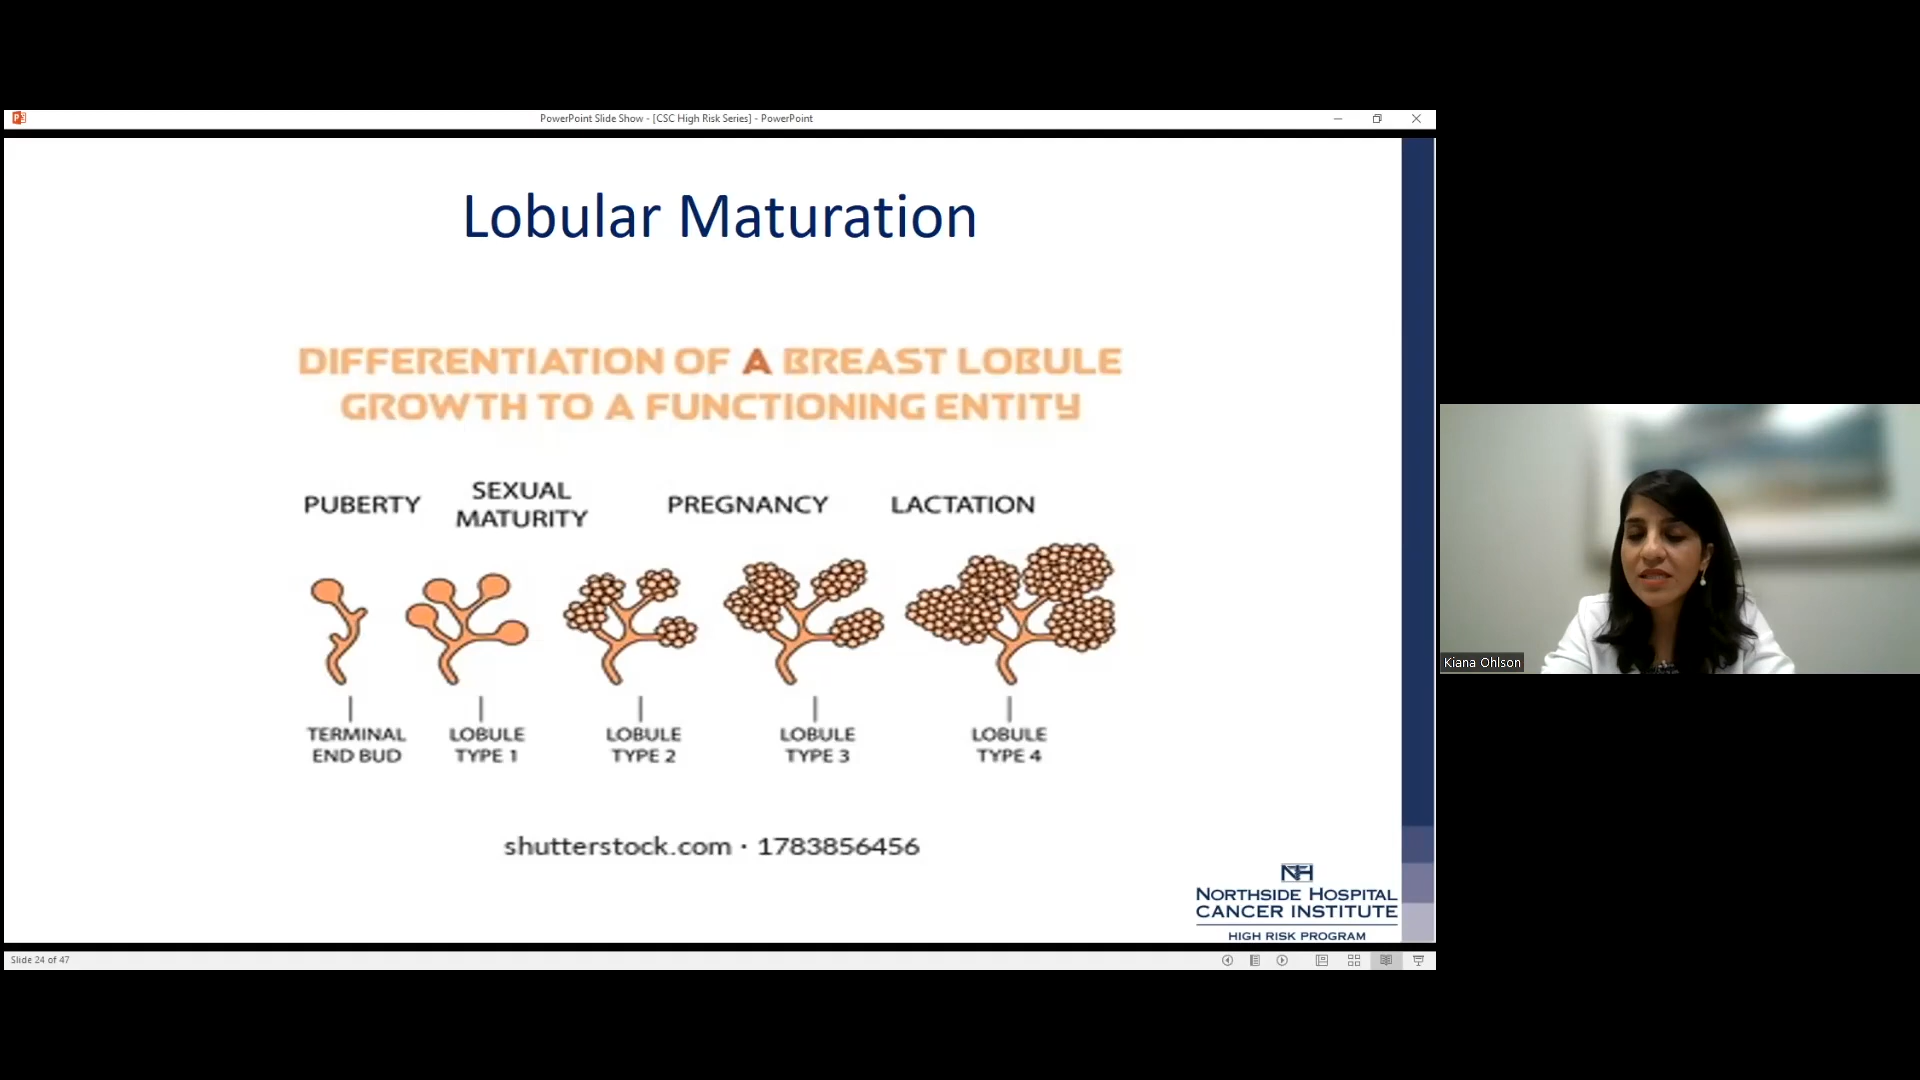 PowerPoint Slide Show - [CSC High Risk Series] - PowerPoint
Lobular Maturation
DIFFERENTIATION OF A BREAST LOBULE
GROWTH TO A FUNCTIONING ENTITY
PUBERTY
SEXUAL
MATURITY
PREGNANCY
LACTATION
TERMINAL
END BUD
LOBULE
TYPE 1
LOBULE
TYPE 2
LOBULE
TYPE 3
LOBULE
TYPE 4
shutterstock.com · 1783856456
NH
NORTHSIDE HOSPITAL
CANCER INSTITUTE
HIGH RISK PROGRAM
Slide 24 of 47
Kiana Ohlson